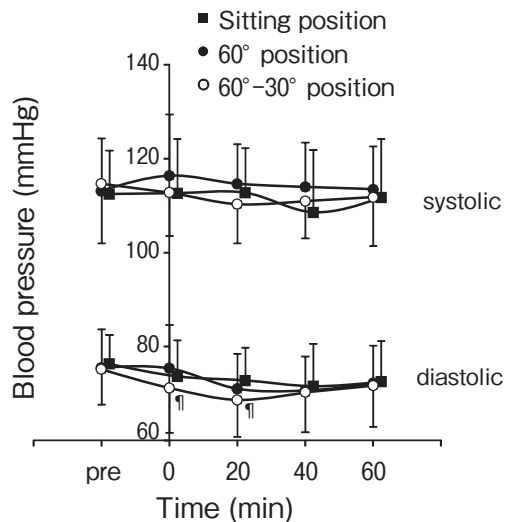 Sitting position
60° position
60°-30° position
140
120
100
80
60
Blood pressure (mmHg)
systolic
diastolic
¶ ¶
pre 0 20 40 60
Time (min)